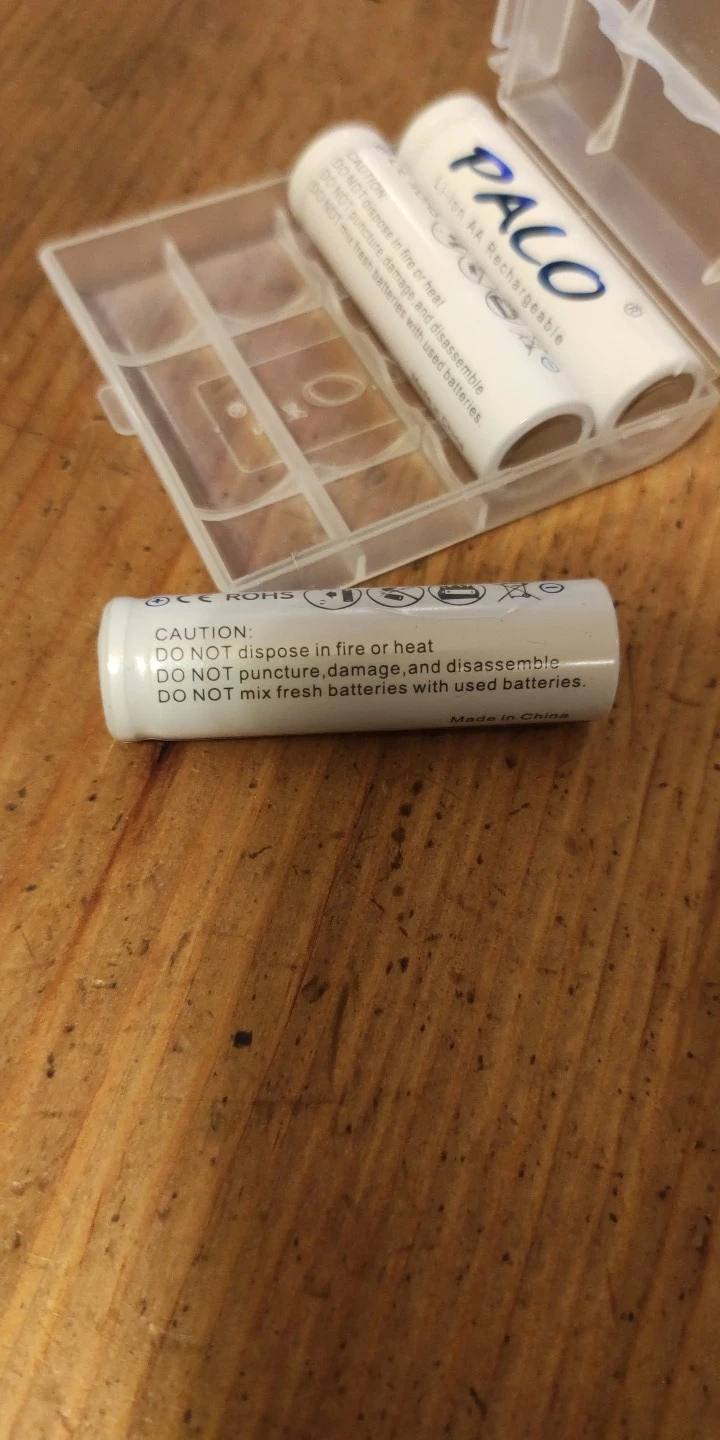 PALO
®
Li-ion AA Rechargeable
CAUTION:
DO NOT dispose in fire or heat
DO NOT puncture,damage,and disassemble
DO NOT mix fresh batteries with used batteries.
CE ROHS
CAUTION:
DO NOT dispose in fire or heat
DO NOT puncture,damage,and disassemble
DO NOT mix fresh batteries with used batteries.
Made in China